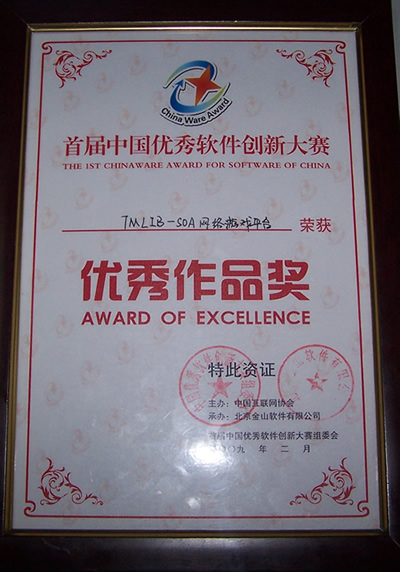 China Ware Award
首届中国优秀软件创新大赛
THE 1ST CHINAWARE AWARD FOR SOFTWARE OF CHINA
TMLIB-SOA网络游戏平台 荣获
优秀作品奖
AWARD OF EXCELLENCE
特此资证
主办：中国互联网协会
承办：北京金山软件有限公司
首届中国优秀软件创新大赛组委会
二〇〇九 年 二 月